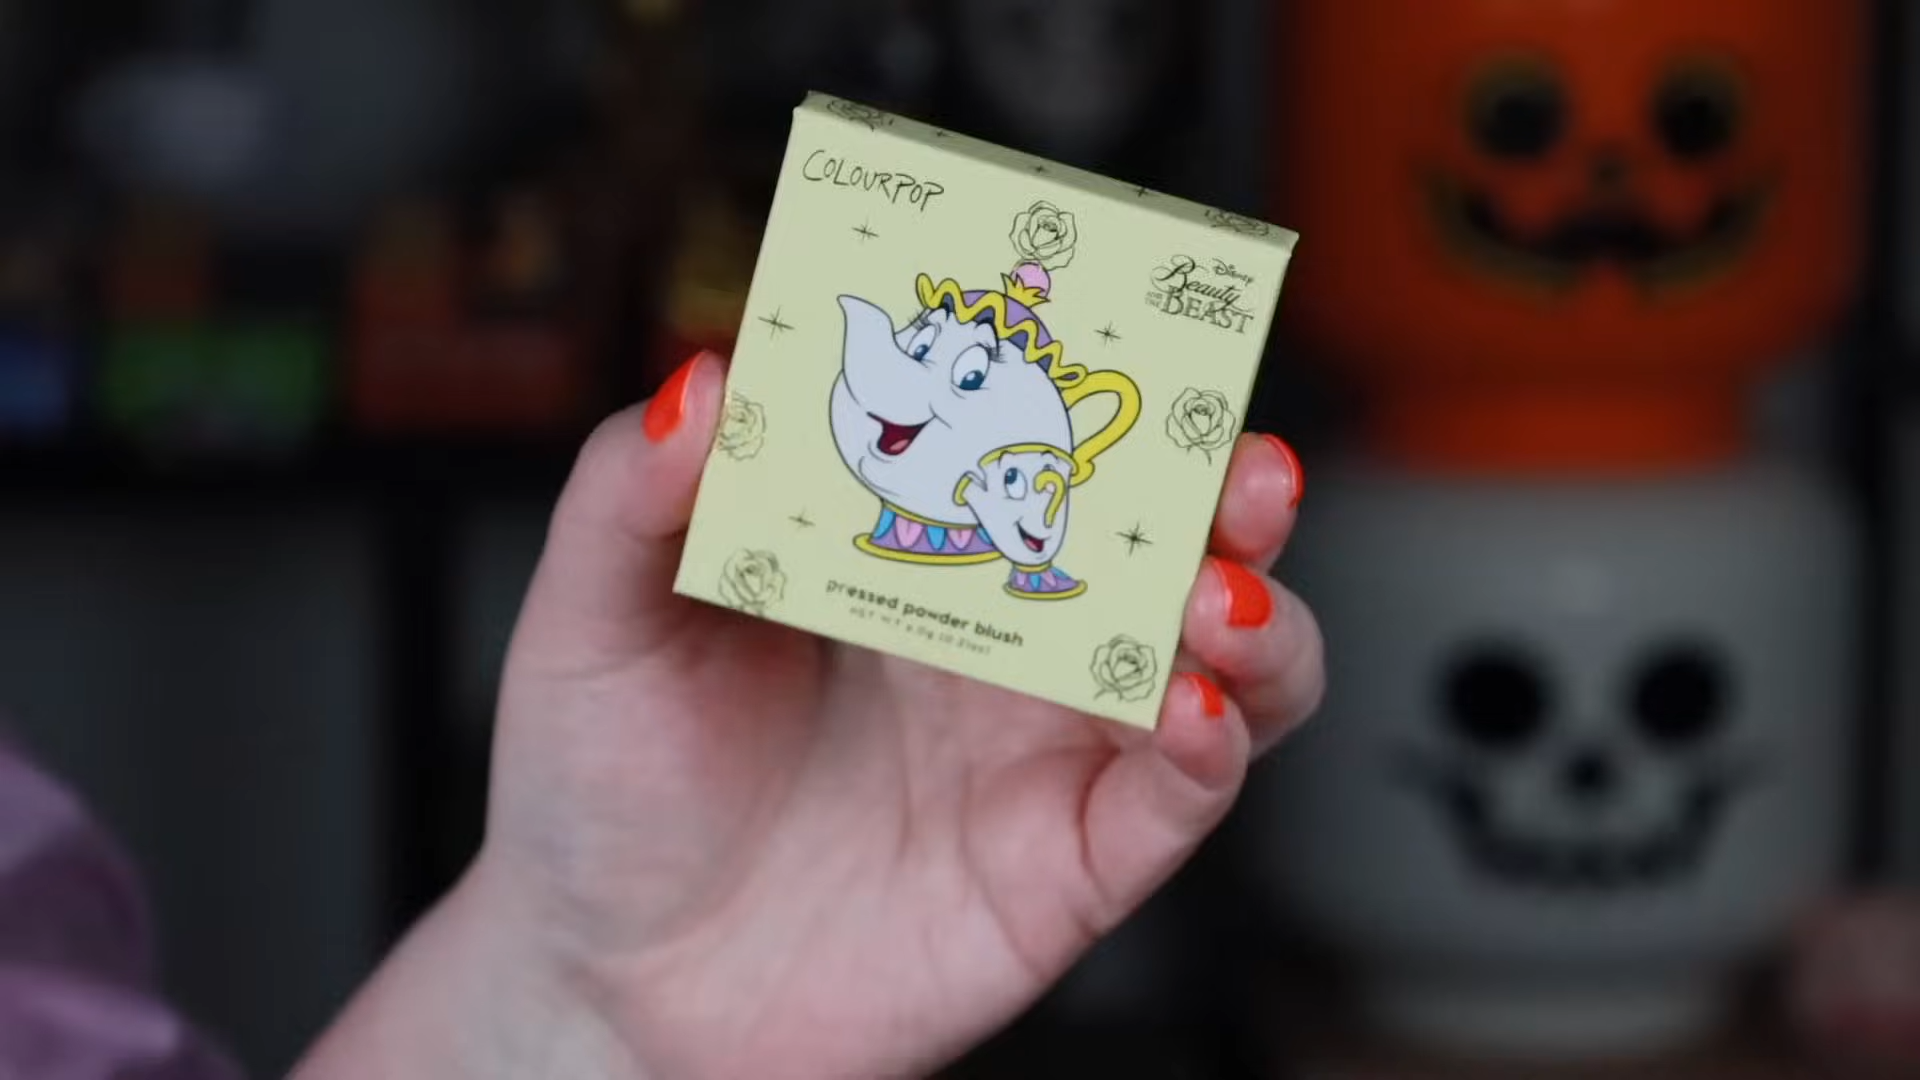 COLOURPOP
Disney
Beauty
AND THE
BEAST
pressed powder blush